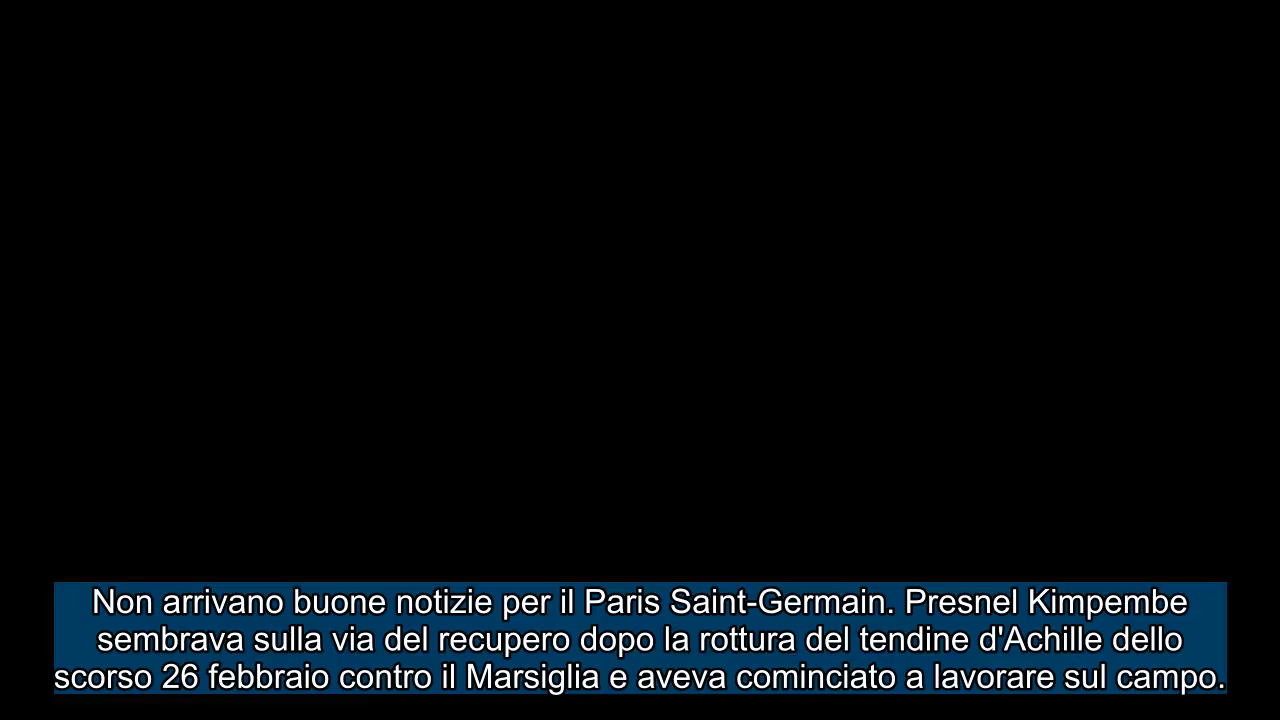 Non arrivano buone notizie per il Paris Saint-Germain. Presnel Kimpembe
sembrava sulla via del recupero dopo la rottura del tendine d'Achille dello
scorso 26 febbraio contro il Marsiglia e aveva cominciato a lavorare sul campo.